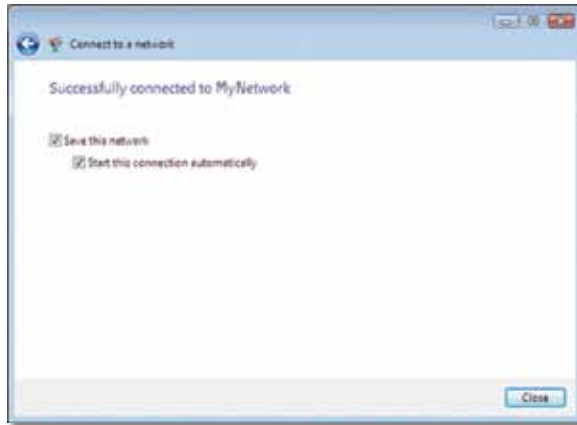 Connect to a network
Successfully connected to MyNetwork
Save this network
Start this connection automatically
Close